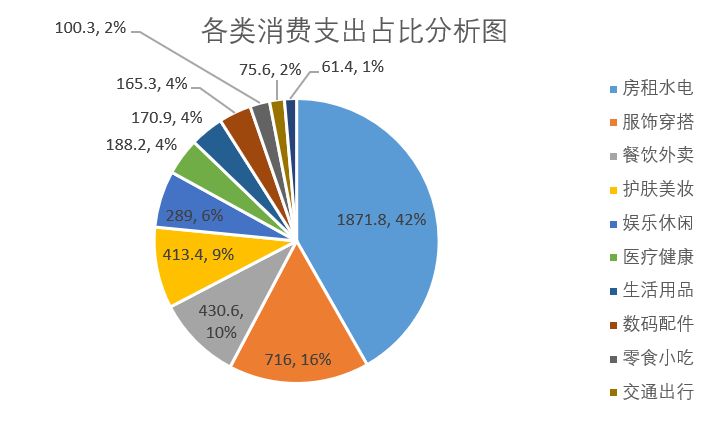 各类消费支出占比分析图
100.3, 2%
75.6, 2%
61.4, 1%
165.3, 4%
170.9, 4%
188.2, 4%
289, 6%
413.4, 9%
430.6,
10%
716, 16%
1871.8, 42%
房租水电
服饰穿搭
餐饮外卖
护肤美妆
娱乐休闲
医疗健康
生活用品
数码配件
零食小吃
交通出行